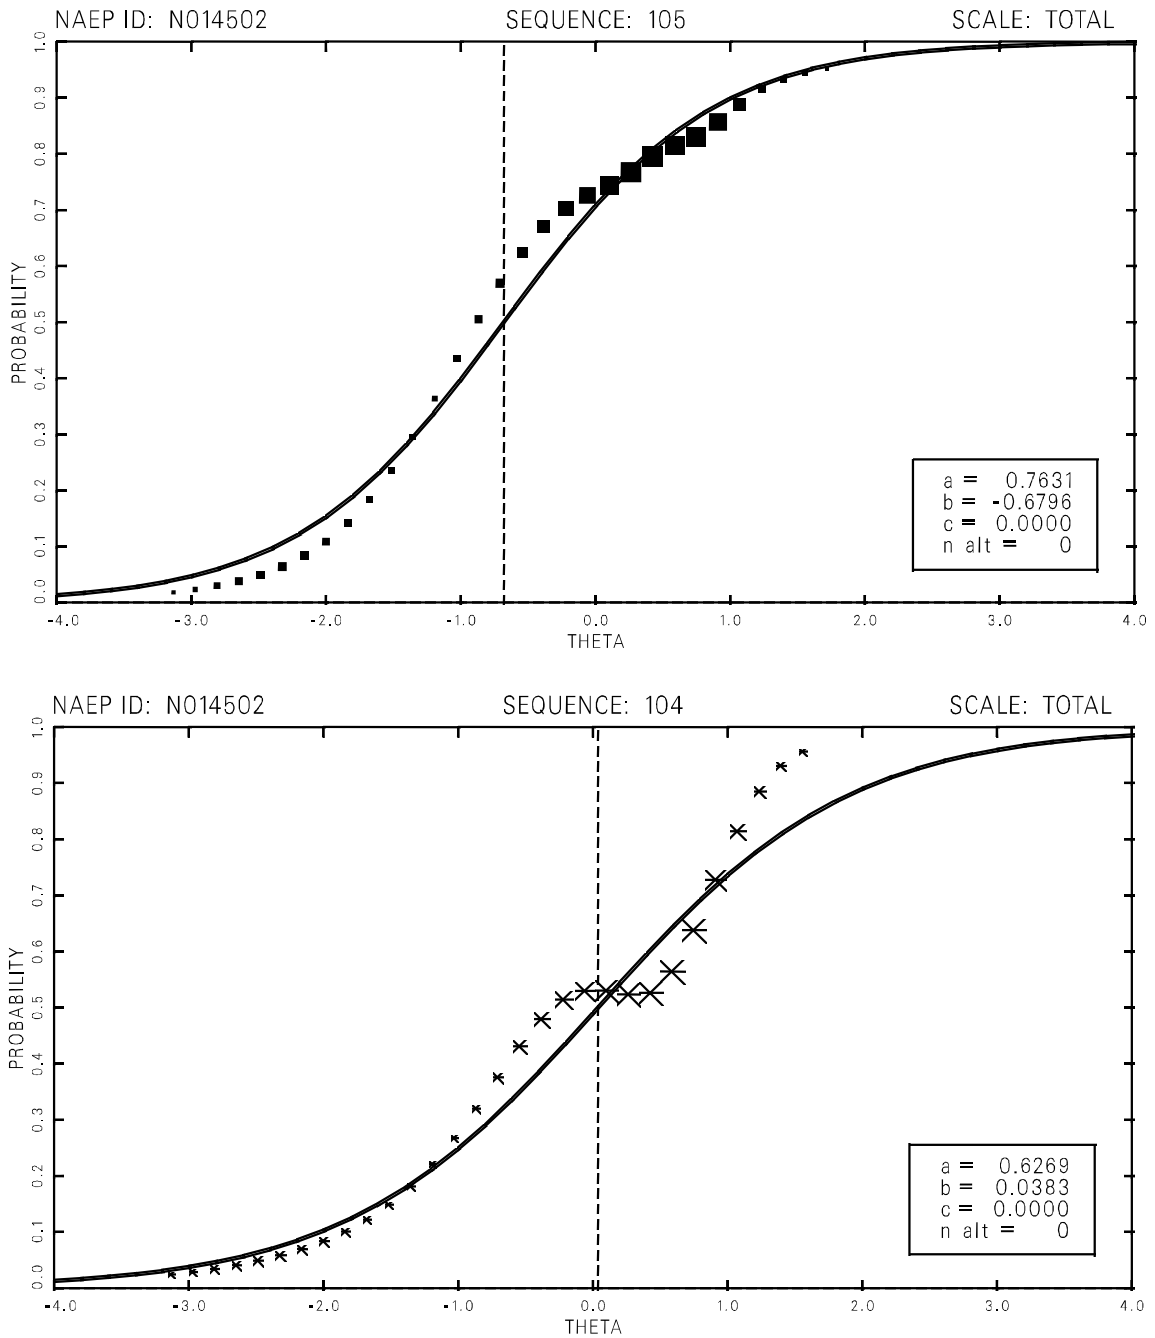 NAEP ID: N014502 SEQUENCE: 105 SCALE: TOTAL
1.0
0.9
0.8
0.7
0.6
0.5
0.4
0.3
0.2
0.1
0.0
PROBABILITY
a = 0.7631
b = -0.6796
c = 0.0000
n alt = 0
-4.0 -3.0 -2.0 -1.0 0.0 1.0 2.0 3.0 4.0
THETA
NAEP ID: N014502 SEQUENCE: 104 SCALE: TOTAL
1.0
0.9
0.8
0.7
0.6
0.5
0.4
0.3
0.2
0.1
0.0
PROBABILITY
a = 0.6269
b = 0.0383
c = 0.0000
n alt = 0
-4.0 -3.0 -2.0 -1.0 0.0 1.0 2.0 3.0 4.0
THETA